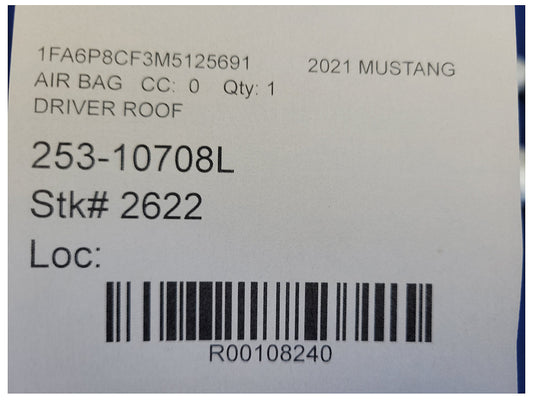 1FA6P8CF3M5125691 2021 MUSTANG
AIR BAG CC: 0 Qty: 1
DRIVER ROOF
253-10708L
Stk# 2622
Loc:
R00108240